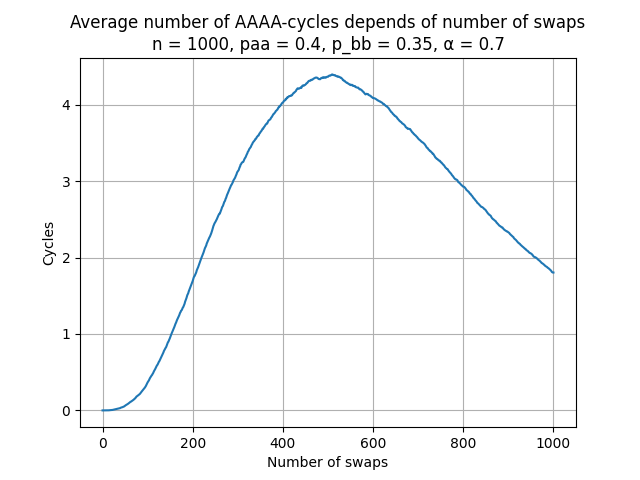 Average number of AAAA-cycles depends of number of swaps
n = 1000, paa = 0.4, p_bb = 0.35, α = 0.7
4
3
2
1
0
Cycles
0 200 400 600 800 1000
Number of swaps